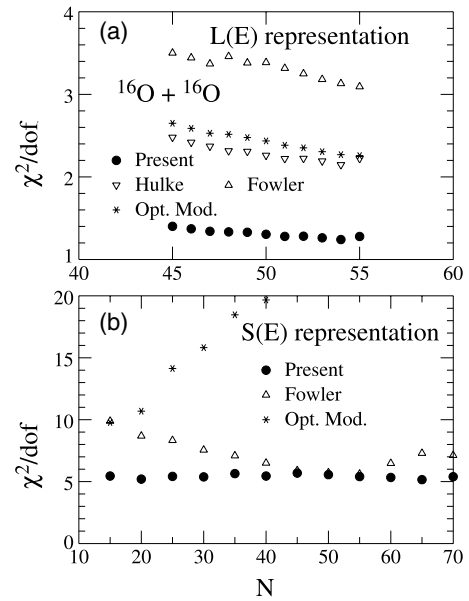 (a)
L(E) representation
¹⁶O + ¹⁶O
● Present
▽ Hulke △ Fowler
* Opt. Mod.
χ²/dof
4
3
2
1
40 45 50 55 60
(b)
S(E) representation
● Present
△ Fowler
* Opt. Mod.
χ²/dof
20
15
10
5
0
10 20 30 40 50 60 70
N